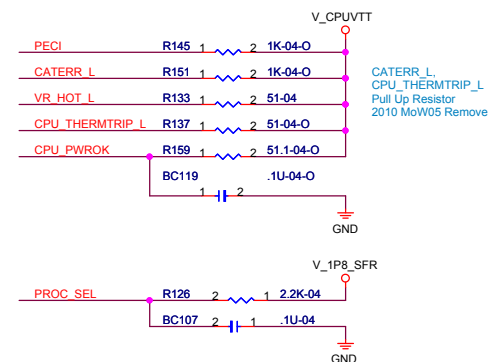 V_CPUVTT
PECI R145 1 2 1K-04-O
CATERR_L R151 1 2 1K-04-O
VR_HOT_L R133 1 2 51-04
CPU_THERMTRIP_L R137 1 2 51-04-O
CPU_PWROK R159 1 2 51.1-04-O
BC119 .1U-04-O
1 2
GND
CATERR_L,
CPU_THERMTRIP_L
Pull Up Resistor
2010 MoW05 Remove
V_1P8_SFR
PROC_SEL R126 2 1 2.2K-04
BC107 2 1 .1U-04
GND